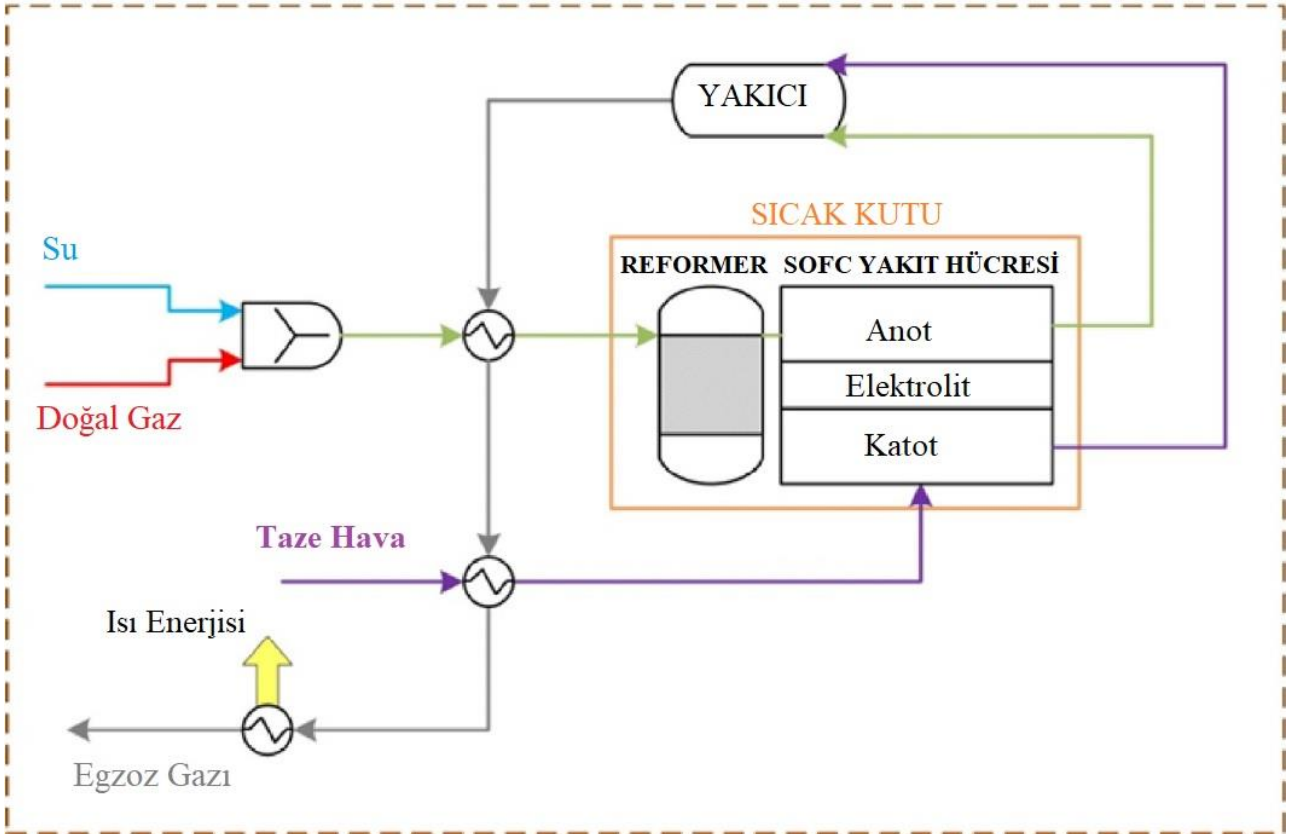 YAKICI
SICAK KUTU
Su
REFORMER
SOFC YAKIT HÜCRESİ
Anot
Elektrolit
Doğal Gaz
Katot
Taze Hava
Isı Enerjisi
Egzoz Gazı